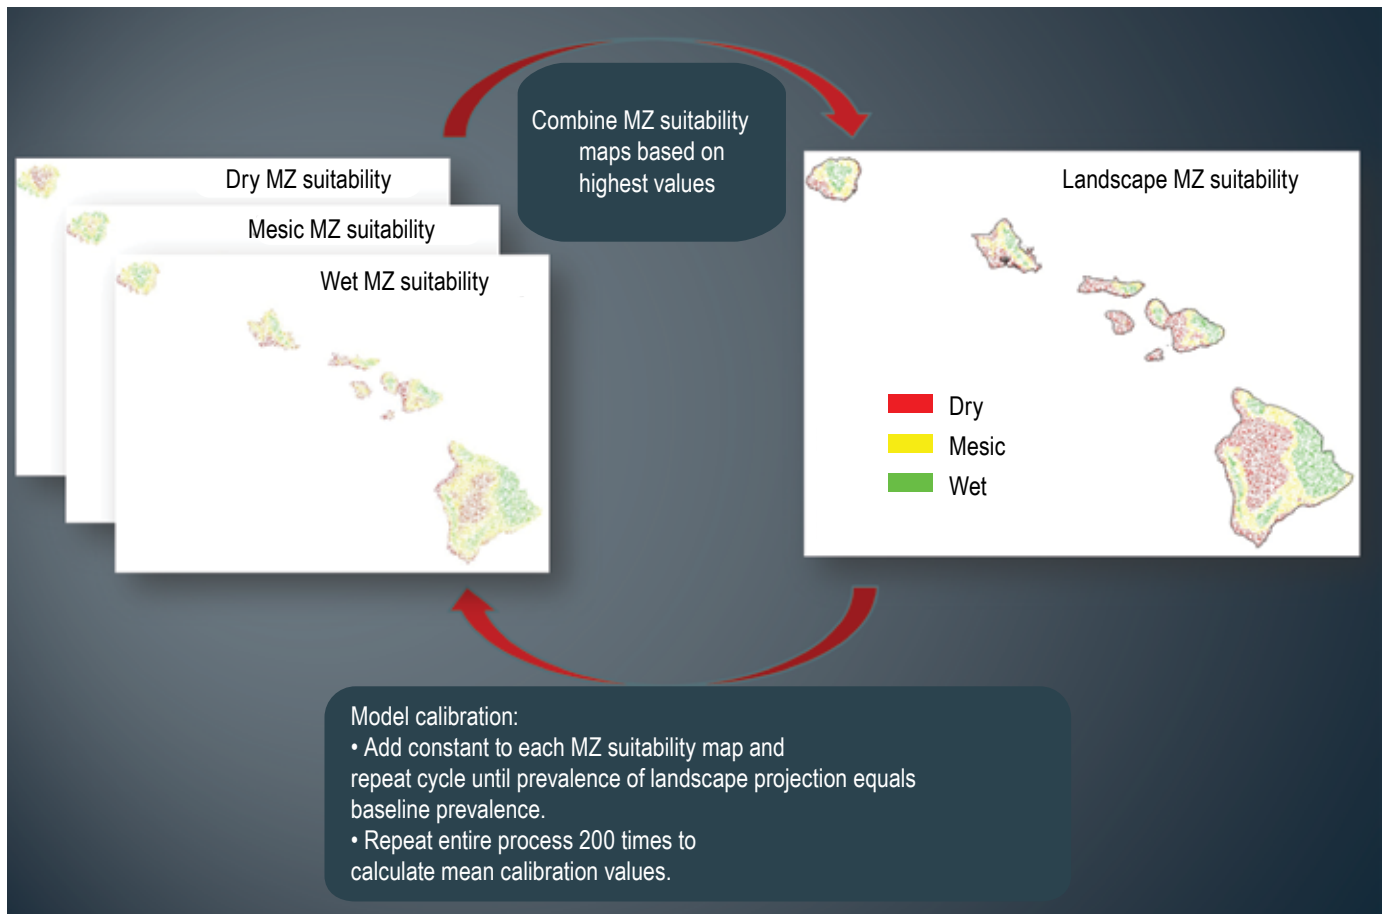 Combine MZ suitability
maps based on
highest values
Dry MZ suitability
Mesic MZ suitability
Wet MZ suitability
Landscape MZ suitability
Dry
Mesic
Wet
Model calibration:
• Add constant to each MZ suitability map and
repeat cycle until prevalence of landscape projection equals
baseline prevalence.
• Repeat entire process 200 times to
calculate mean calibration values.